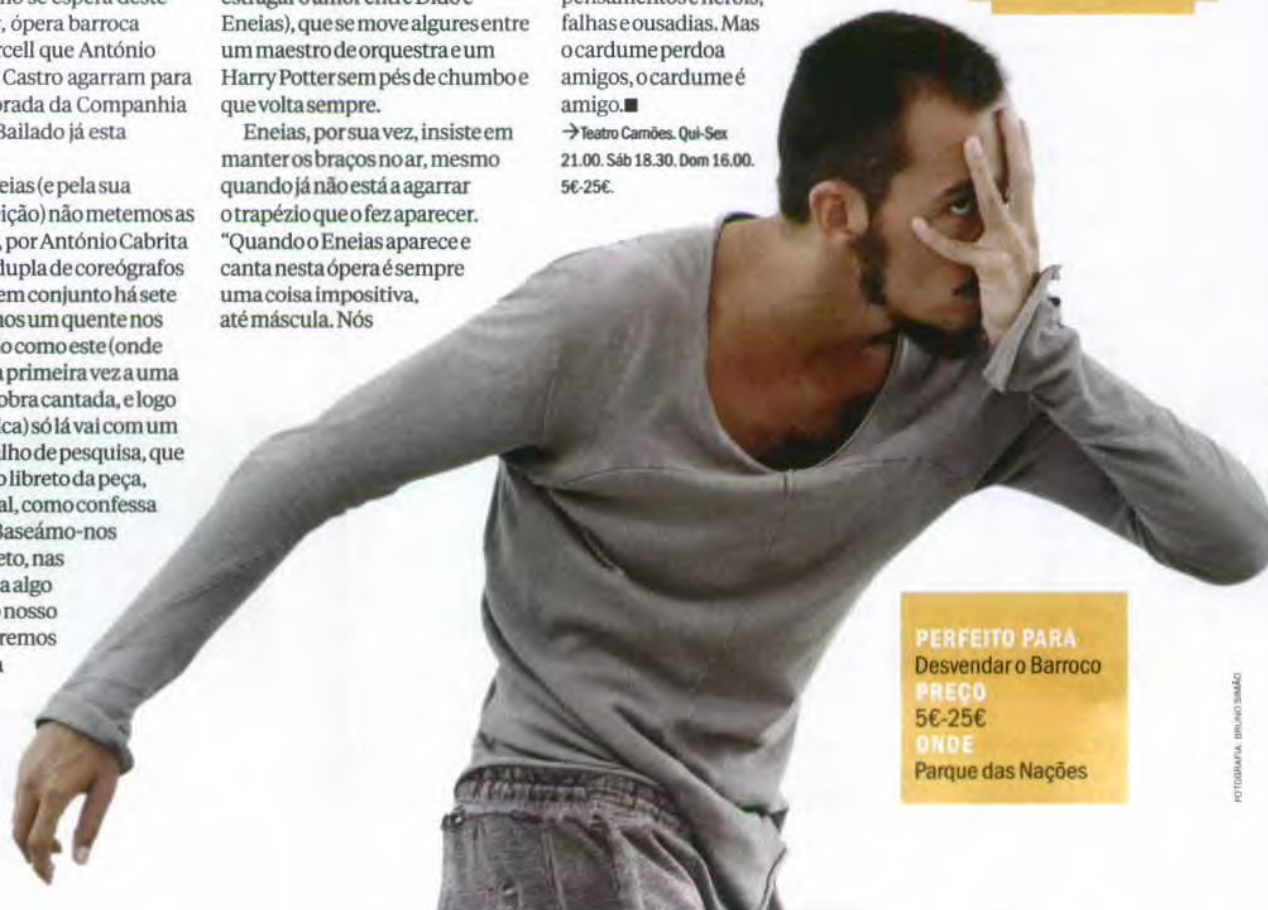 , ópera barroca
rcell que António
Castro agarram para
orada da Companhia
Bailado já esta
eias (e pela sua
ição) não metemos as
, por António Cabrita
dupla de coreógrafos
em conjunto há sete
nos um quente nos
o como este (onde
a primeira vez a uma
obra cantada, e logo
ica) só lá vai com um
lho de pesquisa, que
o libreto da peça,
al, como confessa
Baseámo-nos
eto, nas
a algo
nosso
remos
a
estragar o amor entre Dido e
Eneias), que se move algures entre
um maestro de orquestra e um
Harry Potter sem pés de chumbo e
que volta sempre.
Eneias, por sua vez, insiste em
manter os braços no ar, mesmo
quando já não está a agarrar
o trapézio que o fez aparecer.
“Quando o Eneias aparece e
canta nesta ópera é sempre
uma coisa impositiva,
até máscula. Nós
pensamentos e heróis,
falhas e ousadias. Mas
o cardume perdoa
amigos, o cardume é
amigo.■
→Teatro Camões. Qui-Sex
21.00. Sáb 18.30. Dom 16.00.
5€-25€.
PERFEITO PARA
Desvendar o Barroco
PREÇO
5€-25€
ONDE
Parque das Nações
FOTOGRAFIA: BRUNO SIMÃO